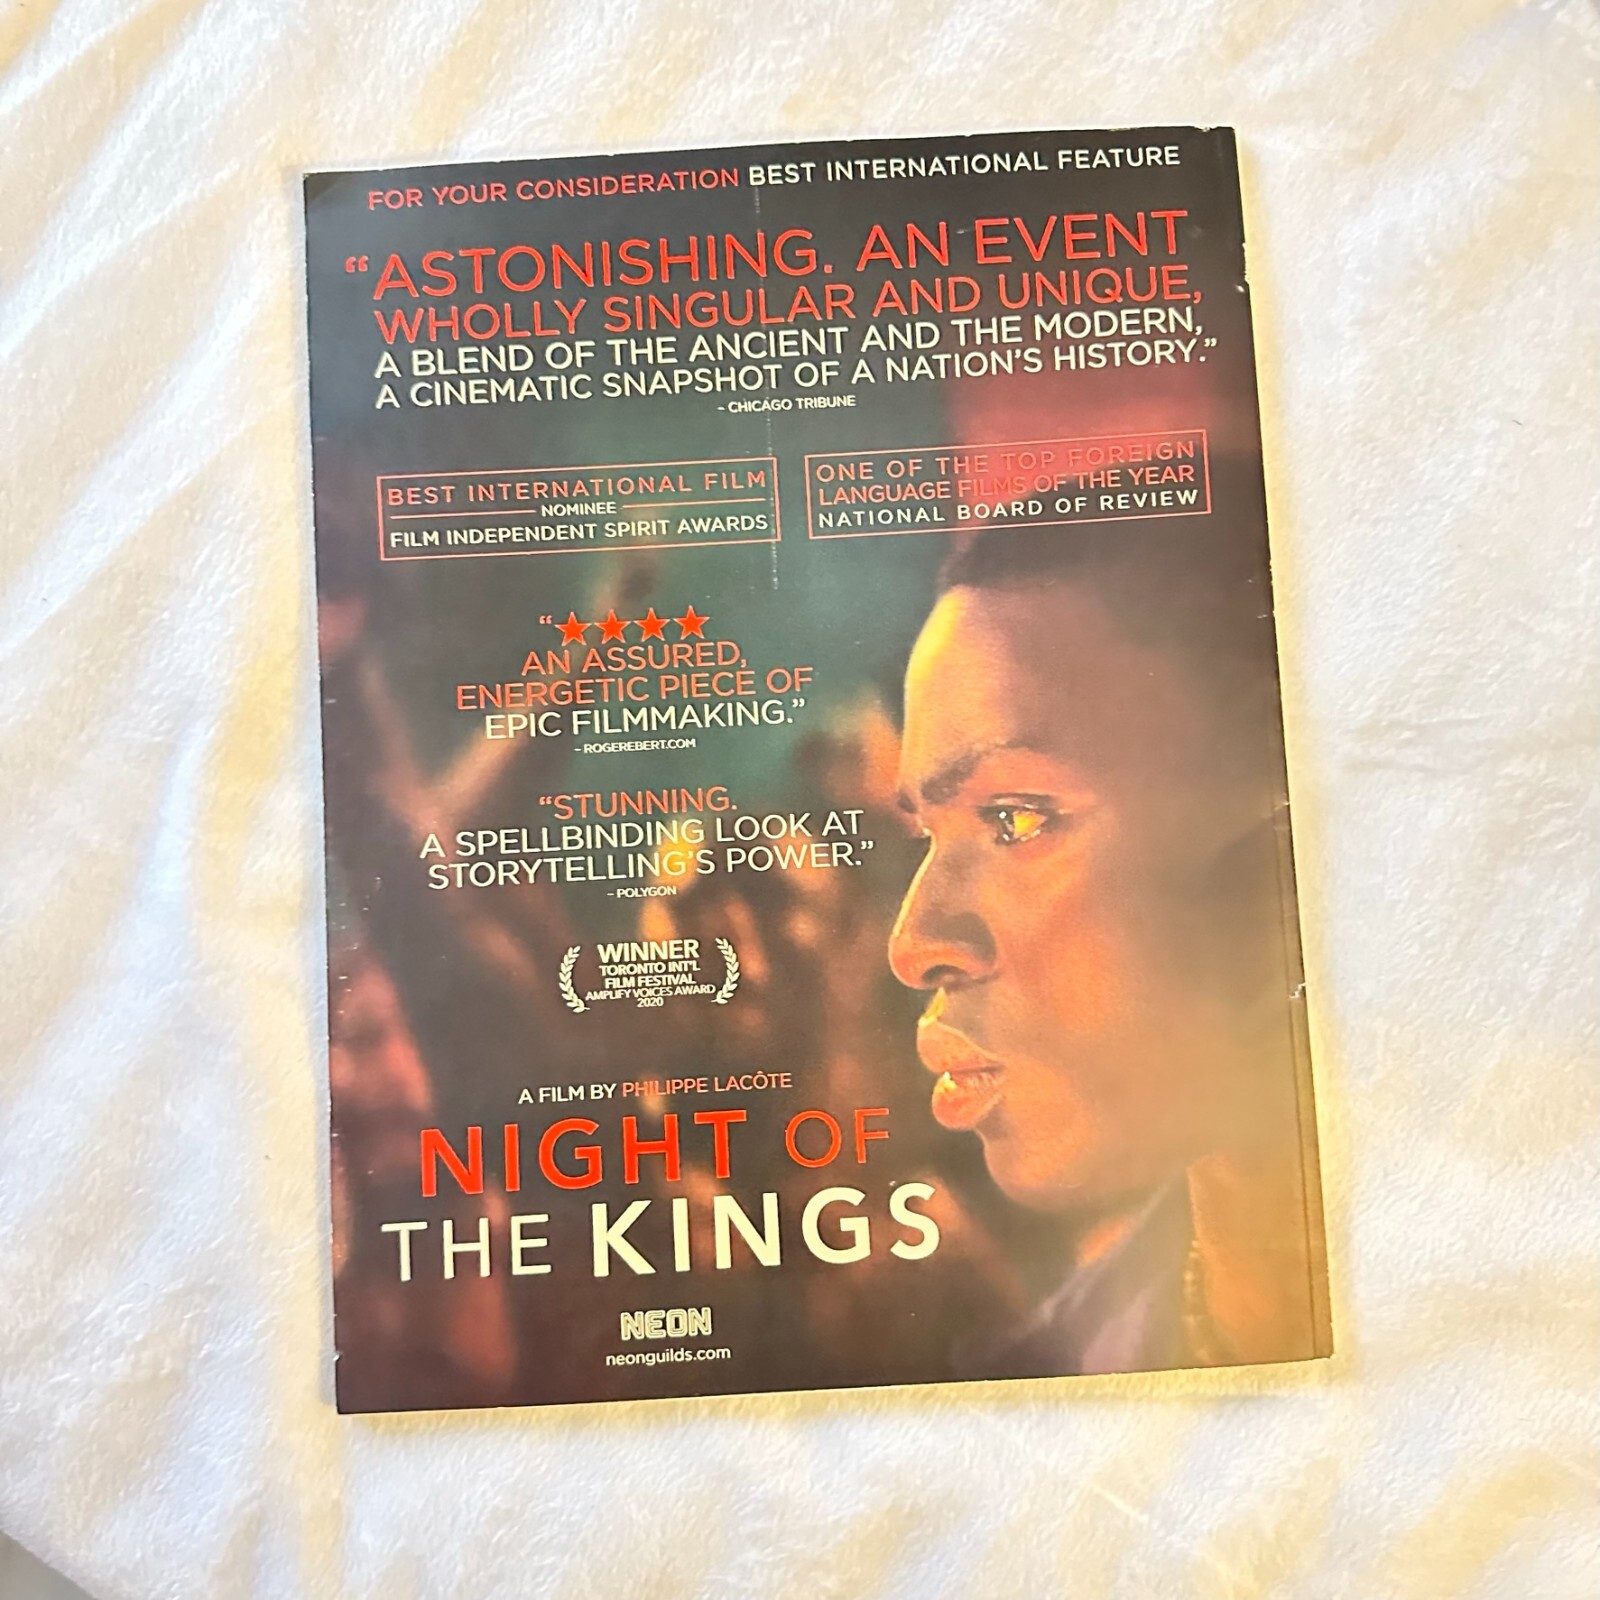 FOR YOUR CONSIDERATION BEST INTERNATIONAL FEATURE
“ASTONISHING. AN EVENT
WHOLLY SINGULAR AND UNIQUE,
A BLEND OF THE ANCIENT AND THE MODERN,
A CINEMATIC SNAPSHOT OF A NATION’S HISTORY.”
– CHICAGO TRIBUNE
BEST INTERNATIONAL FILM
NOMINEE
FILM INDEPENDENT SPIRIT AWARDS
ONE OF THE TOP FOREIGN
LANGUAGE FILMS OF THE YEAR
NATIONAL BOARD OF REVIEW
“★★★★
AN ASSURED,
ENERGETIC PIECE OF
EPIC FILMMAKING.”
– ROGEREBERT.COM
“STUNNING.
A SPELLBINDING LOOK AT
STORYTELLING’S POWER.”
– POLYGON
WINNER
TORONTO INT’L
FILM FESTIVAL
AMPLIFY VOICES AWARD
2020
A FILM BY PHILIPPE LACÔTE
NIGHT OF
THE KINGS
NEON
neonguilds.com